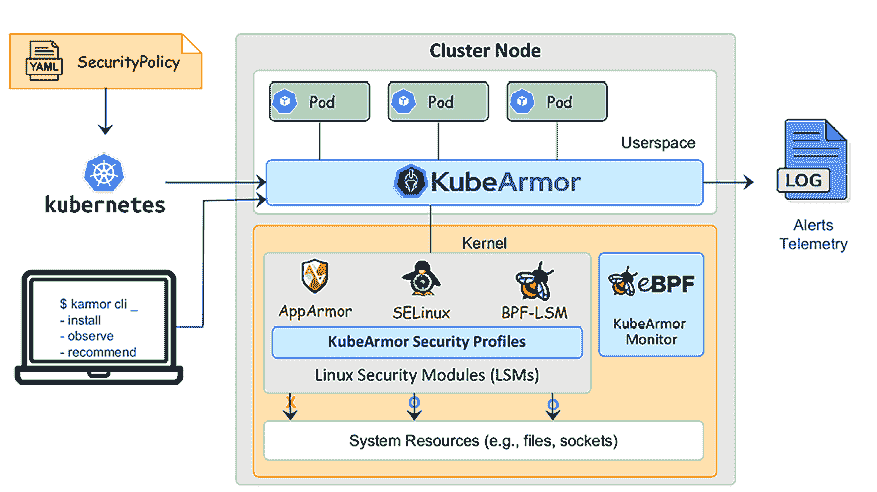 Cluster Node
YAML
SecurityPolicy
Pod
Pod
Pod
Userspace
KubeArmor
kubernetes
LOG
Alerts
Telemetry
Kernel
AppArmor
SELinux
BPF-LSM
eBPF
KubeArmor
Monitor
KubeArmor Security Profiles
Linux Security Modules (LSMs)
$ karmor cli _
- install
- observe
- recommend
X
O
O
System Resources (e.g., files, sockets)